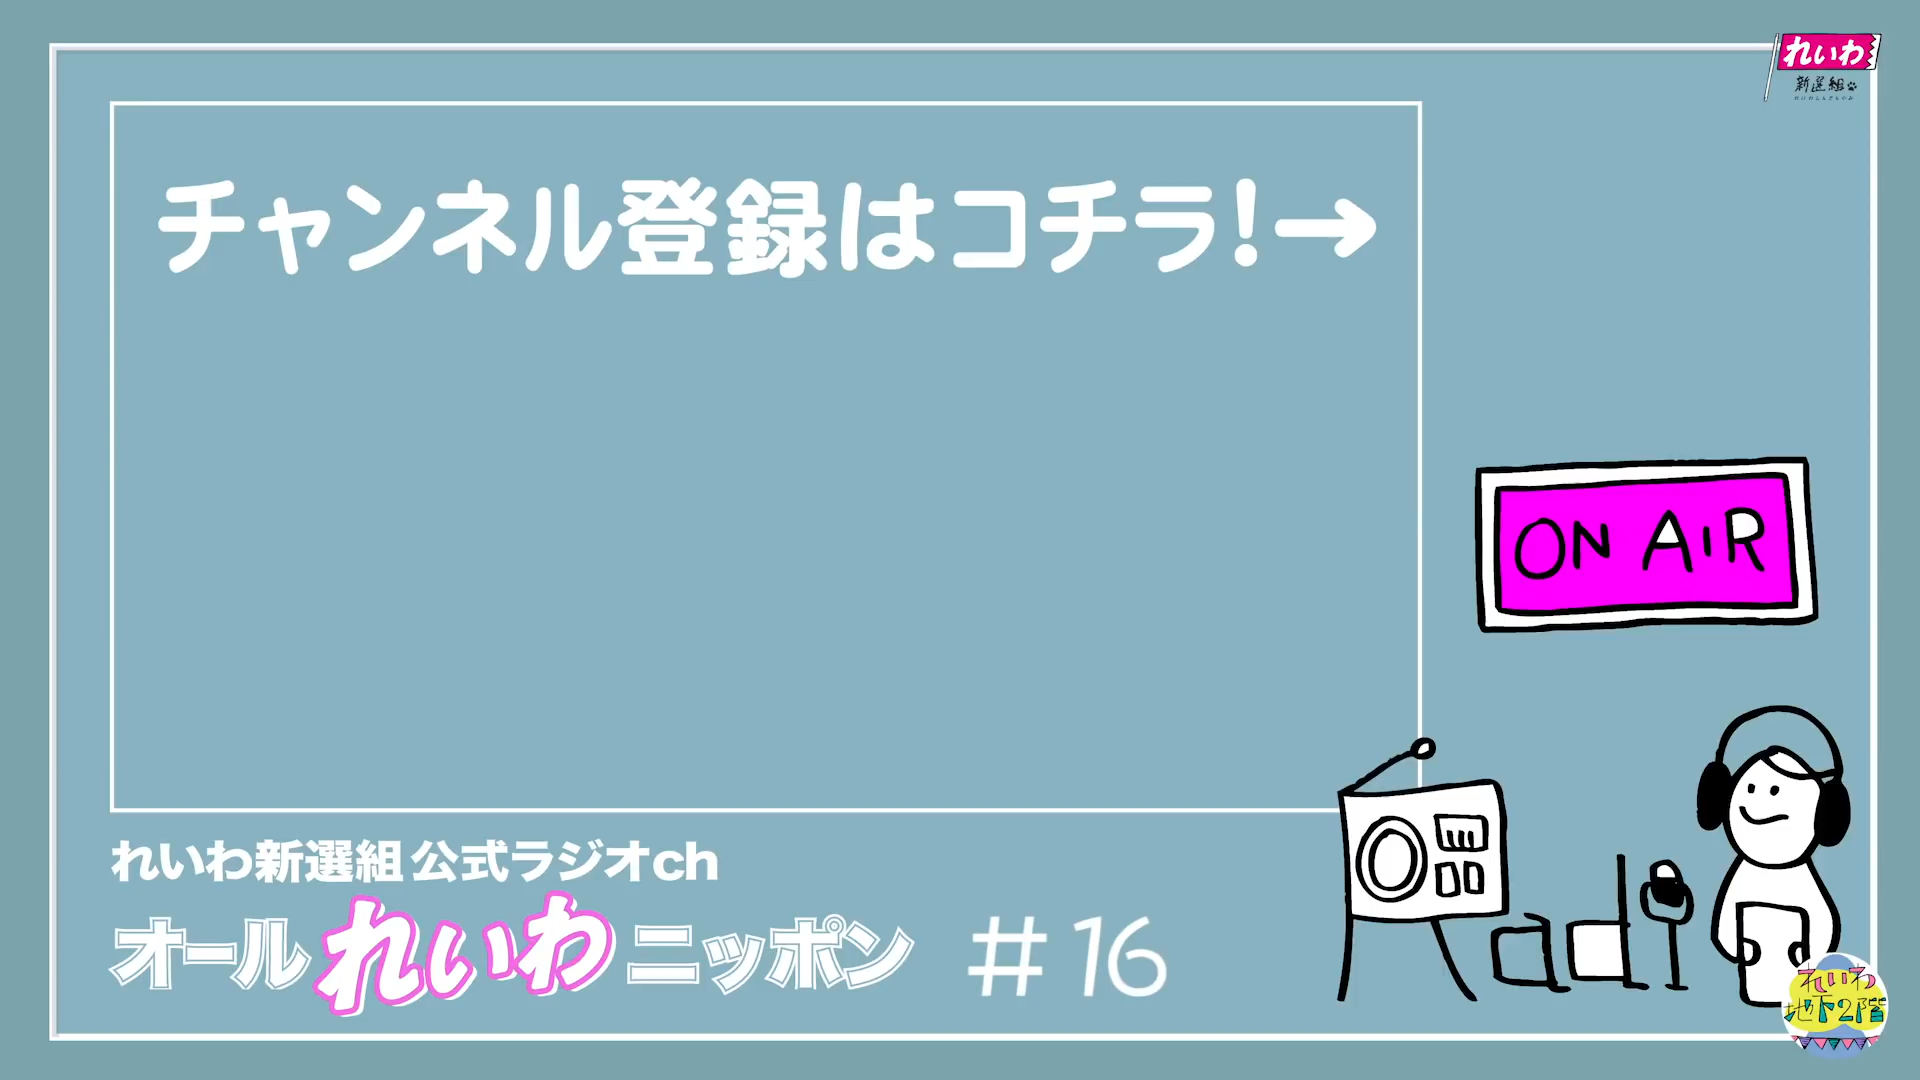 れいわ
新選組
チャンネル登録はコチラ!→
ON AIR
れいわ新選組 公式ラジオch
オールれいわニッポン #16
Radio
れいわ
地下2階